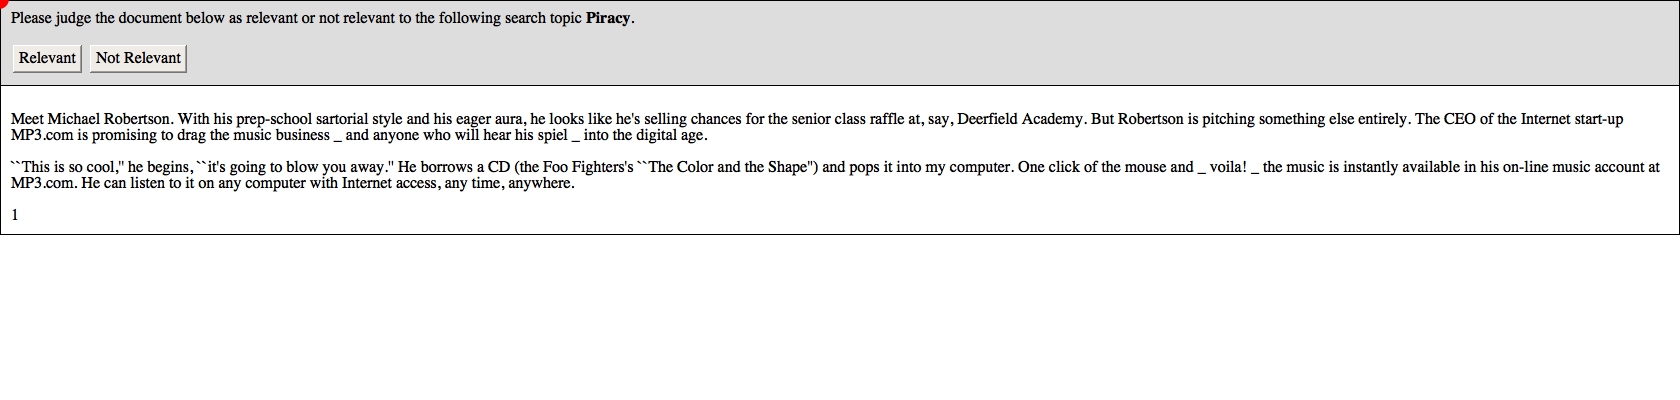 Please judge the document below as relevant or not relevant to the following search topic Piracy.
Relevant Not Relevant
Meet Michael Robertson. With his prep-school sartorial style and his eager aura, he looks like he's selling chances for the senior class raffle at, say, Deerfield Academy. But Robertson is pitching something else entirely. The CEO of the Internet start-up
MP3.com is promising to drag the music business _ and anyone who will hear his spiel _ into the digital age.
``This is so cool,'' he begins, ``it's going to blow you away.'' He borrows a CD (the Foo Fighters's ``The Color and the Shape'') and pops it into my computer. One click of the mouse and _ voila! _ the music is instantly available in his on-line music account at
MP3.com. He can listen to it on any computer with Internet access, any time, anywhere.
1